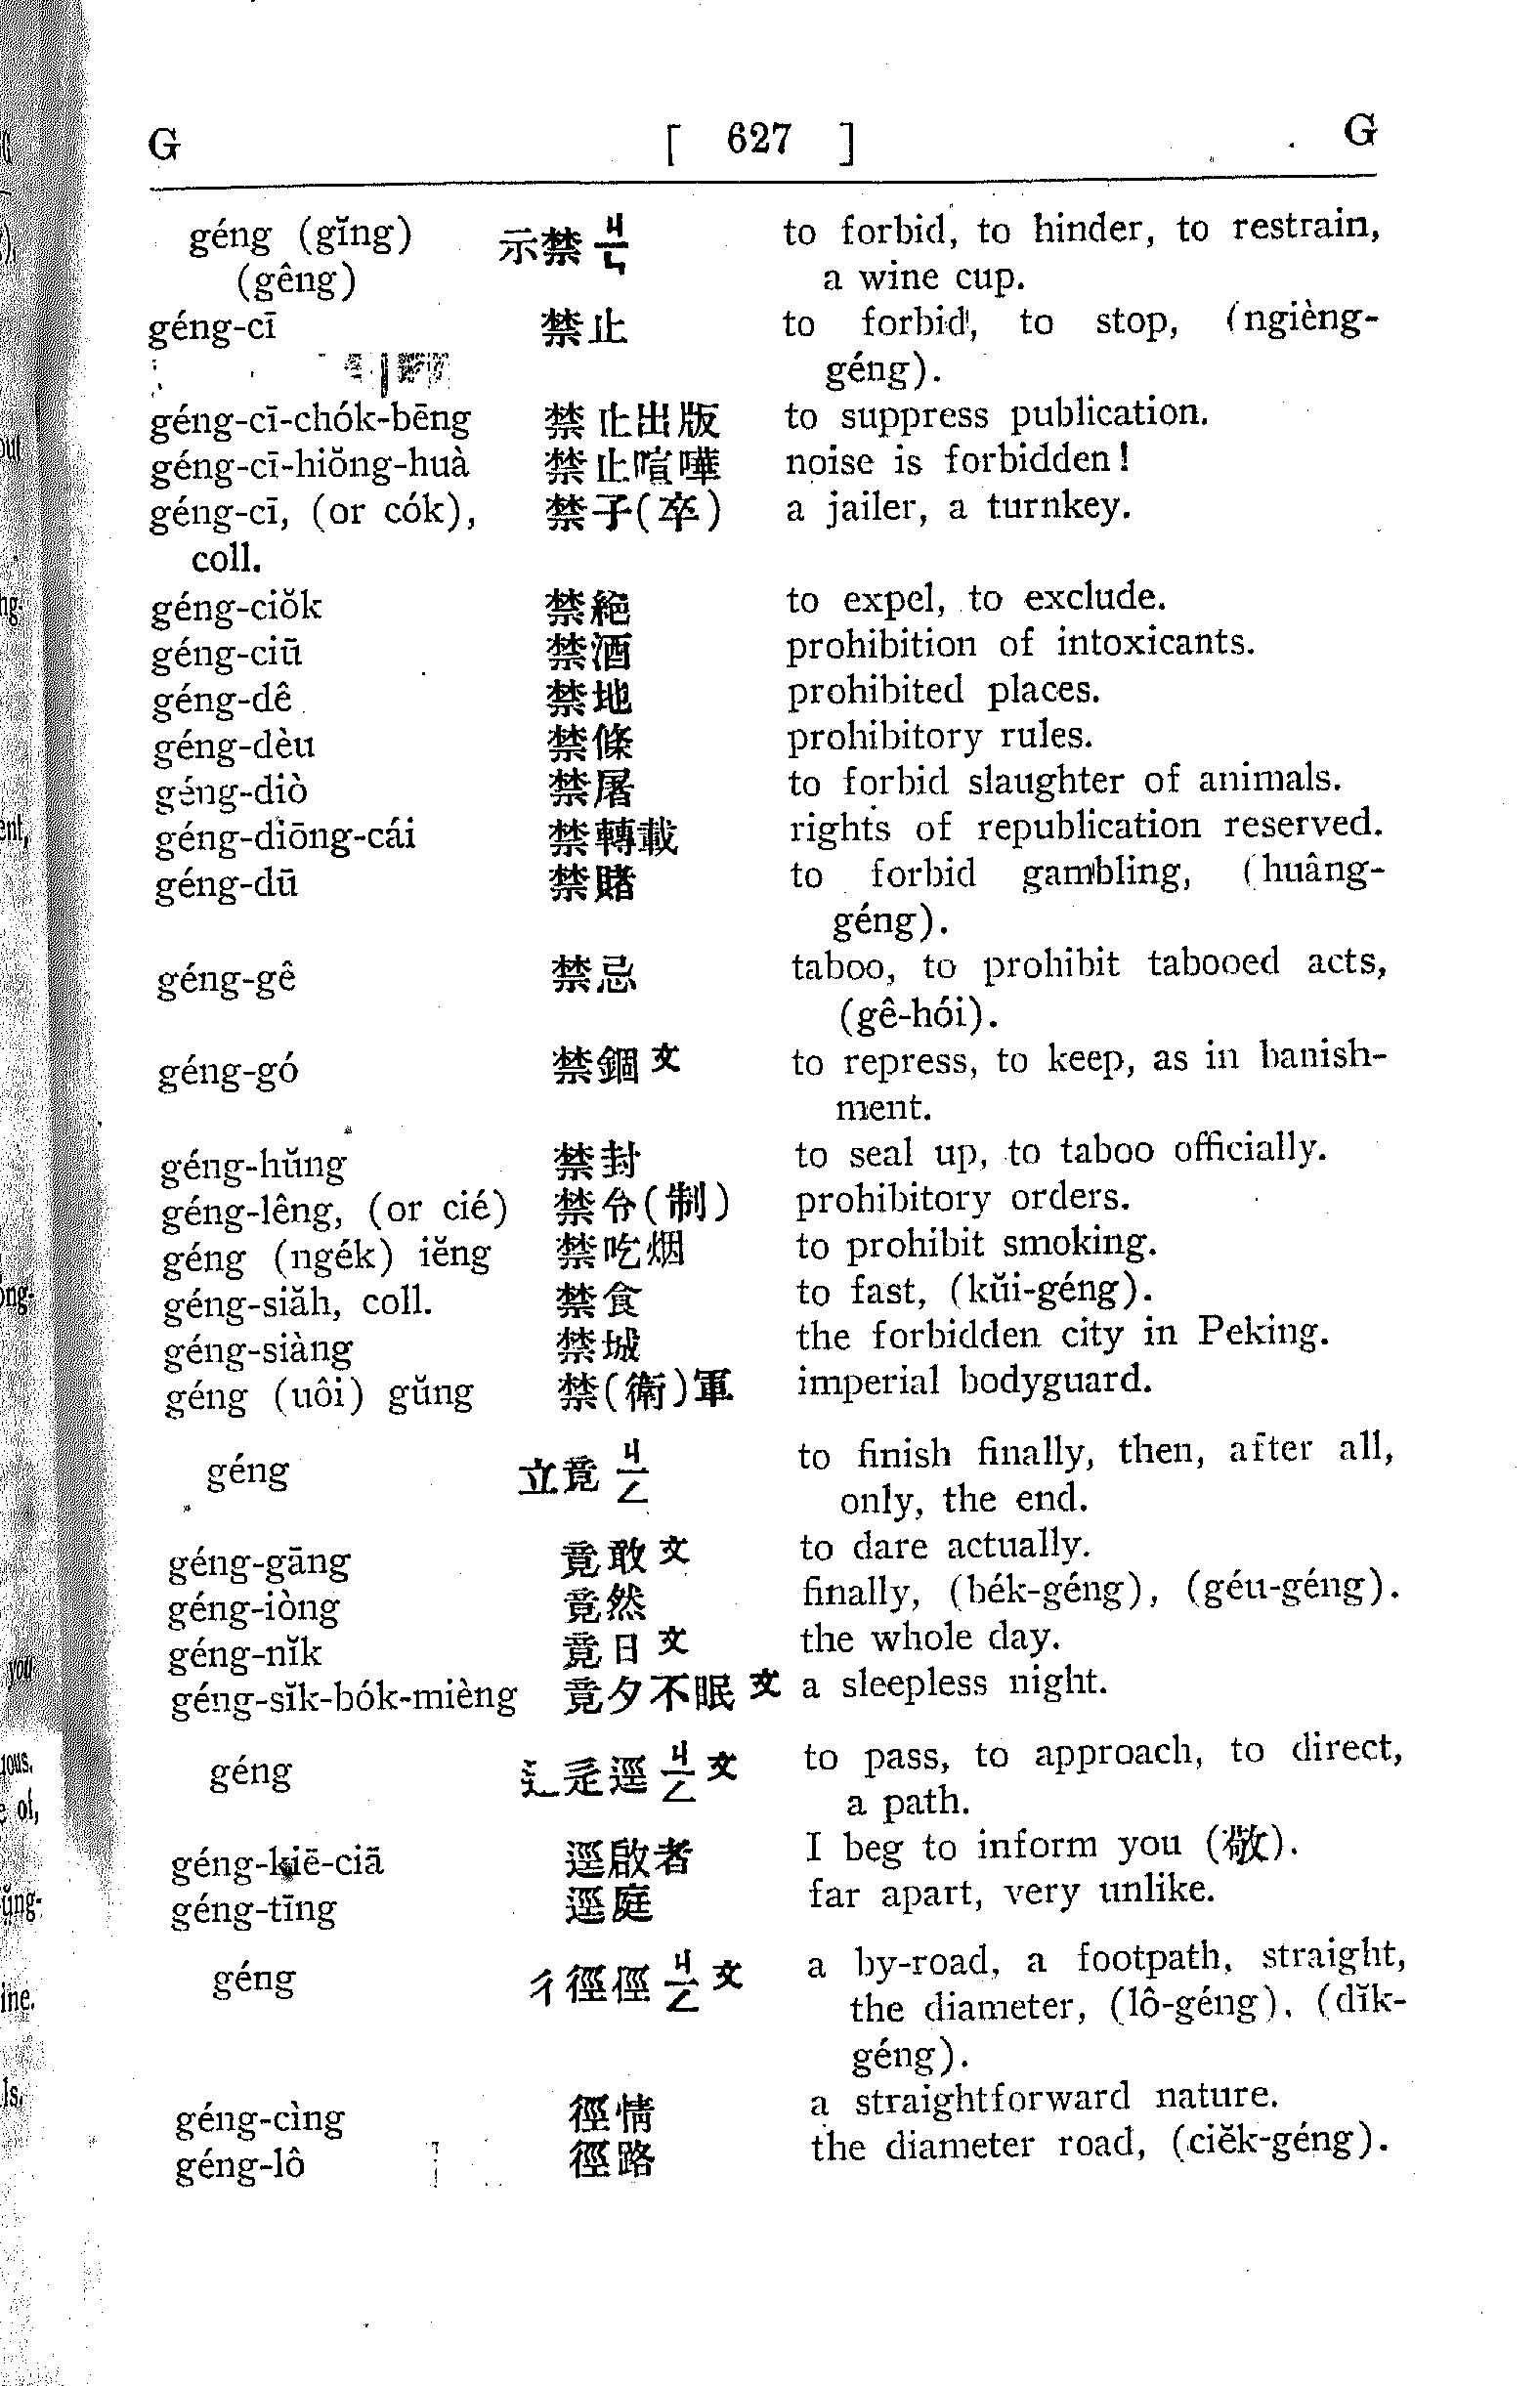 G [ 627 ] G
géng (gĭng) 示禁 ㄐㄣ to forbid, to hinder, to restrain,
(gêng) a wine cup.
géng-cī 禁止 to forbid, to stop, (ngièng-
géng).
géng-cī-chók-bēng 禁止出版 to suppress publication.
géng-cī-hiŏng-huà 禁止喧嘩 noise is forbidden!
géng-cī, (or cók), 禁子(卒) a jailer, a turnkey.
coll.
géng-ciŏk 禁絕 to expel, to exclude.
géng-ciū 禁酒 prohibition of intoxicants.
géng-dê 禁地 prohibited places.
géng-dèu 禁條 prohibitory rules.
géng-diò 禁屠 to forbid slaughter of animals.
géng-diōng-cái 禁轉載 rights of republication reserved.
géng-dū 禁賭 to forbid gambling, (huâng-
géng).
géng-gê 禁忌 taboo, to prohibit tabooed acts,
(gê-hói).
géng-gó 禁錮文 to repress, to keep, as in banish-
ment.
géng-hŭng 禁封 to seal up, to taboo officially.
géng-lêng, (or cié) 禁令(制) prohibitory orders.
géng (ngék) iĕng 禁吃烟 to prohibit smoking.
géng-siăh, coll. 禁食 to fast, (kŭi-géng).
géng-siàng 禁城 the forbidden city in Peking.
géng (uôi) gŭng 禁(衛)軍 imperial bodyguard.
géng 立竟 ㄐㄥ to finish finally, then, after all,
only, the end.
géng-gāng 竟敢文 to dare actually.
géng-iòng 竟然 finally, (bék-géng), (géu-géng).
géng-nĭk 竟日文 the whole day.
géng-sĭk-bók-mièng 竟夕不眠文 a sleepless night.
géng 辶逕 ㄐㄥ 文 to pass, to approach, to direct,
a path.
géng-kiē-ciā 逕啟者 I beg to inform you (敬).
géng-tīng 逕庭 far apart, very unlike.
géng 彳徑俓 ㄐㄥ 文 a by-road, a footpath, straight,
the diameter, (lô-géng), (dĭk-
géng).
géng-cìng 徑情 a straightforward nature.
géng-lô 徑路 the diameter road, (ciĕk-géng).